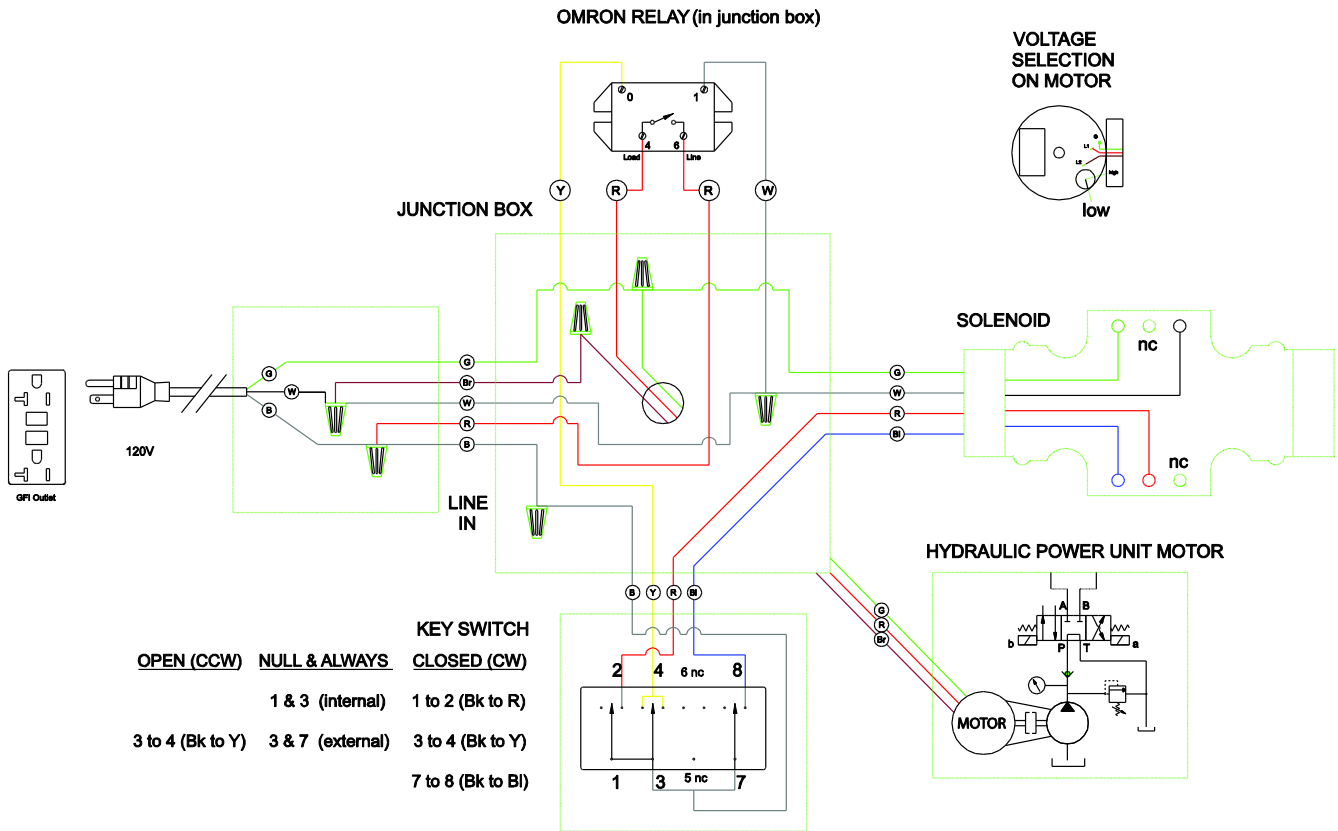 OMRON RELAY (in junction box)
VOLTAGE
SELECTION
ON MOTOR
0
1
4
6
Load
Line
L1
L2
high
low
Y
R
R
W
JUNCTION BOX
SOLENOID
nc
nc
G
W
B
G
Br
W
R
B
G
W
R
Bl
120V
GFI Outlet
LINE
IN
HYDRAULIC POWER UNIT MOTOR
A
B
b
a
P
T
G
R
Br
MOTOR
B
Y
R
Bl
KEY SWITCH
OPEN (CCW)
NULL & ALWAYS
CLOSED (CW)
1 & 3 (internal)
1 to 2 (Bk to R)
3 to 4 (Bk to Y)
3 & 7 (external)
3 to 4 (Bk to Y)
7 to 8 (Bk to Bl)
2
4
6 nc
8
1
3
5 nc
7